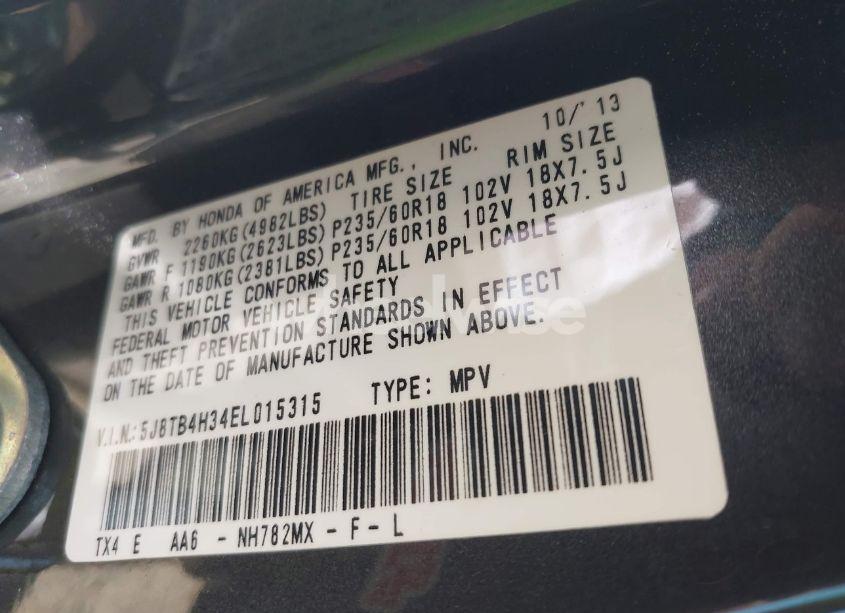 MFD. BY HONDA OF AMERICA MFG., INC. 10/'13
GVWR 2260KG(4982LBS) TIRE SIZE RIM SIZE
GAWR F 1190KG(2623LBS) P235/60R18 102V 18X7.5J
GAWR R 1080KG(2381LBS) P235/60R18 102V 18X7.5J
THIS VEHICLE CONFORMS TO ALL APPLICABLE
FEDERAL MOTOR VEHICLE SAFETY
AND THEFT PREVENTION STANDARDS IN EFFECT
ON THE DATE OF MANUFACTURE SHOWN ABOVE.
V.I.N.: 5J8TB4H34EL015315 TYPE: MPV
TX4 E AA6 - NH782MX - F - L